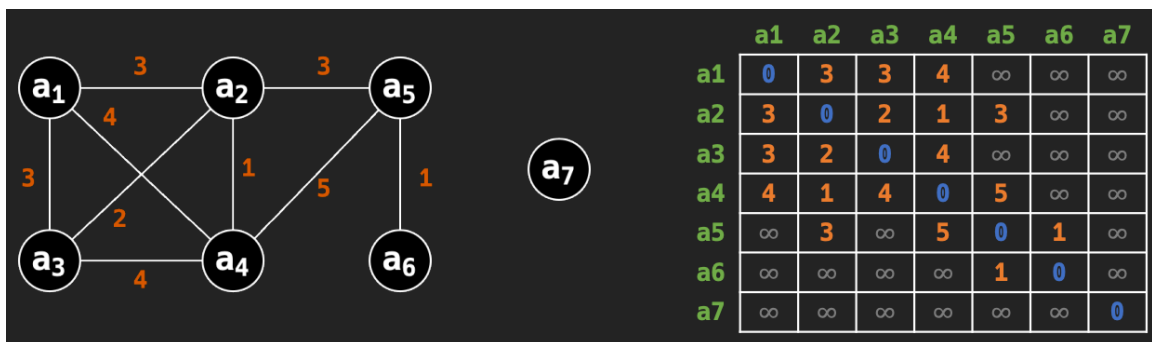 3
3
a₁
a₂
a₅
4
3
1
5
1
a₇
2
a₃
a₄
a₆
4
a1 a2 a3 a4 a5 a6 a7
a1 0 3 3 4 ∞ ∞ ∞
a2 3 0 2 1 3 ∞ ∞
a3 3 2 0 4 ∞ ∞ ∞
a4 4 1 4 0 5 ∞ ∞
a5 ∞ 3 ∞ 5 0 1 ∞
a6 ∞ ∞ ∞ ∞ 1 0 ∞
a7 ∞ ∞ ∞ ∞ ∞ ∞ 0